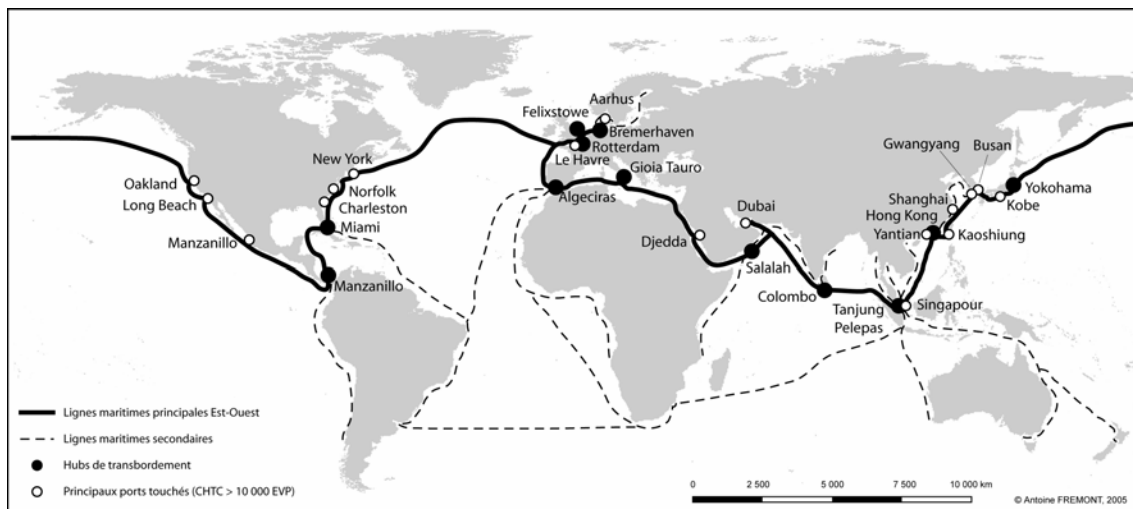 Aarhus
Felixstowe
Bremerhaven
Rotterdam
Le Havre
Gioia Tauro
Algeciras
New York
Oakland
Long Beach
Norfolk
Charleston
Miami
Manzanillo
Manzanillo
Djedda
Dubai
Salalah
Colombo
Tanjung
Pelepas
Singapour
Gwangyang
Busan
Shanghai
Hong Kong
Yantian
Kaoshiung
Yokohama
Kobe
Lignes maritimes principales Est-Ouest
Lignes maritimes secondaires
Hubs de transbordement
Principaux ports touchés (CHTC > 10 000 EVP)
0 2 500 5 000 7 500 10 000 km
© Antoine FREMONT, 2005